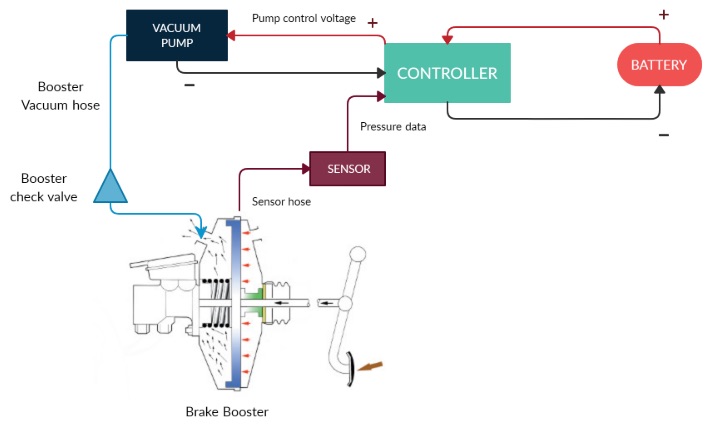 VACUUM
PUMP
Pump control voltage
+
+
CONTROLLER
BATTERY
–
Booster
Vacuum hose
Pressure data
–
SENSOR
Booster
check valve
Sensor hose
Brake Booster